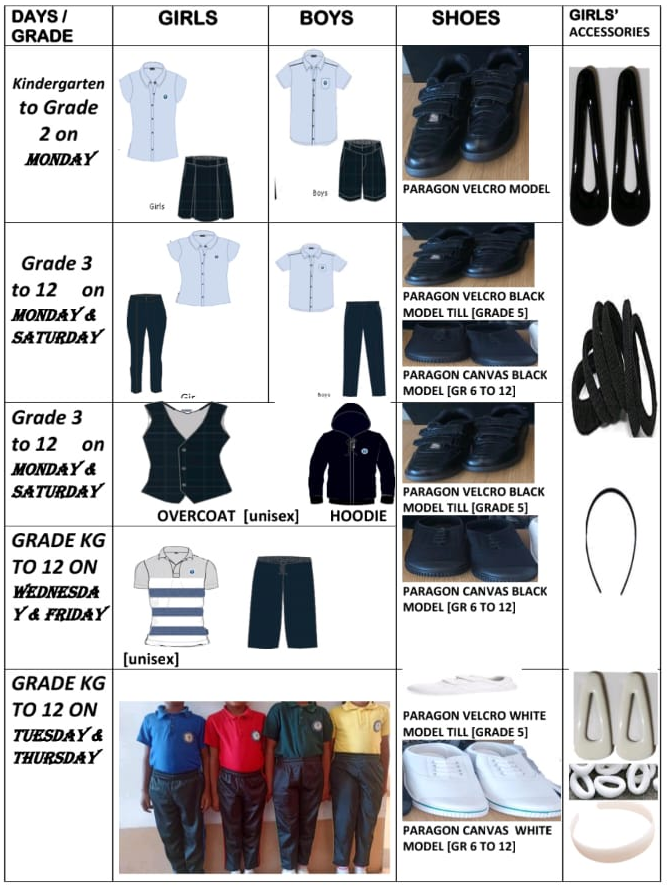 DAYS /
GRADE
GIRLS
BOYS
SHOES
GIRLS'
ACCESSORIES
Kindergarten
to Grade
2 on
MONDAY
Girls
Boys
PARAGON VELCRO MODEL
Grade 3
to 12 on
MONDAY &
SATURDAY
Boys
PARAGON VELCRO BLACK
MODEL TILL [GRADE 5]
PARAGON CANVAS BLACK
MODEL [GR 6 TO 12]
Grade 3
to 12 on
MONDAY &
SATURDAY
OVERCOAT [unisex]
HOODIE
PARAGON VELCRO BLACK
MODEL TILL [GRADE 5]
PARAGON CANVAS BLACK
MODEL [GR 6 TO 12]
GRADE KG
TO 12 ON
WEDNESDA
Y & FRIDAY
[unisex]
GRADE KG
TO 12 ON
TUESDAY &
THURSDAY
PARAGON VELCRO WHITE
MODEL TILL [GRADE 5]
PARAGON CANVAS WHITE
MODEL [GR 6 TO 12]